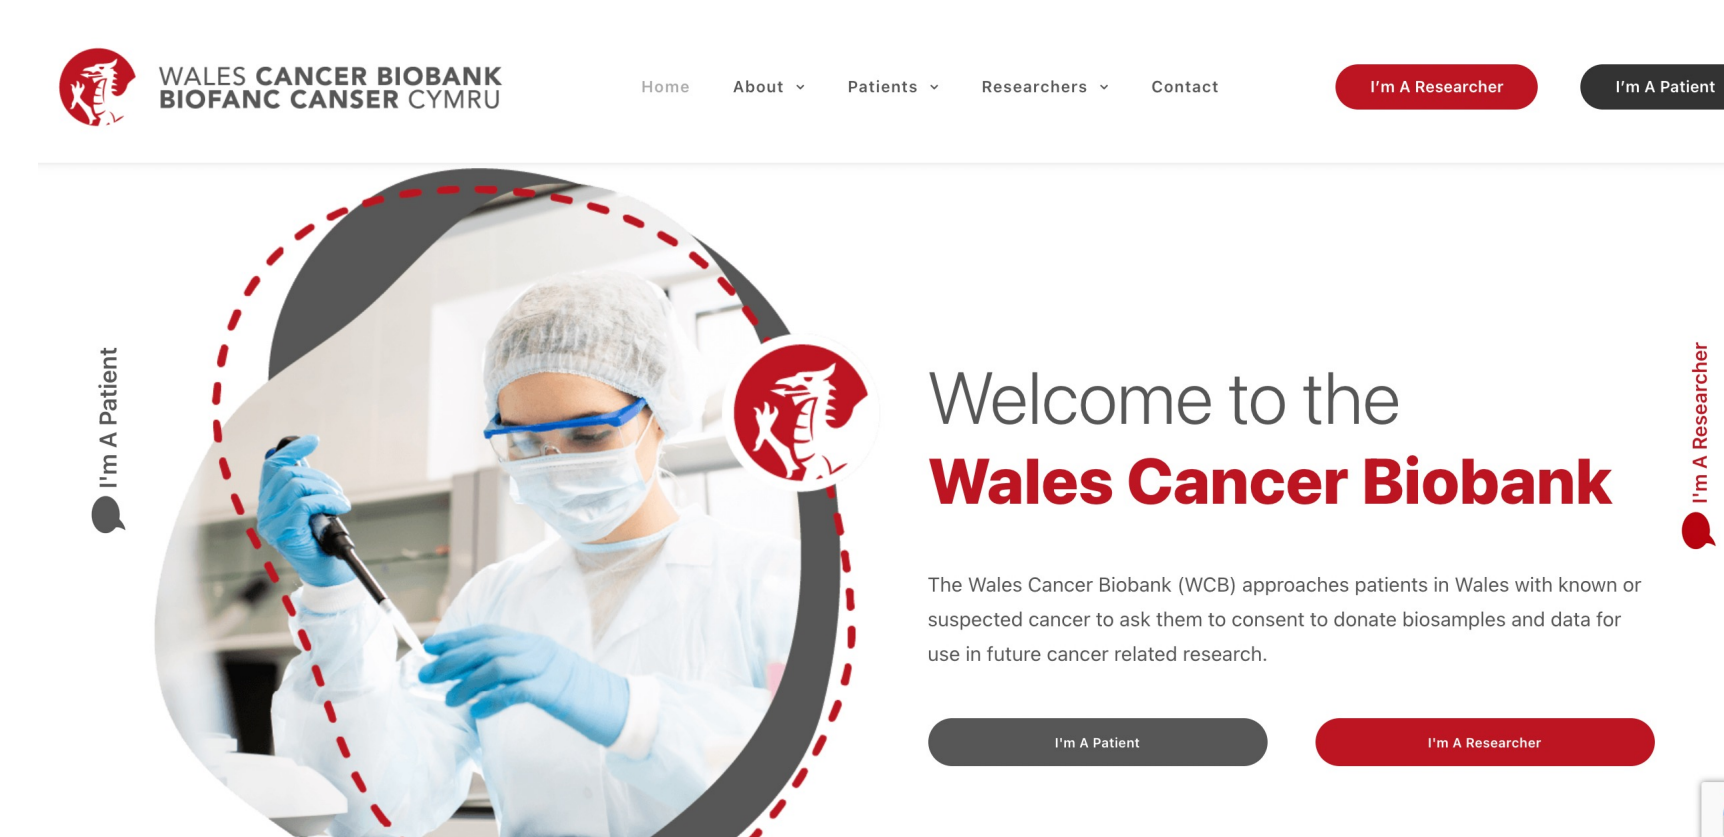 WALES CANCER BIOBANK
BIOFANC CANSER CYMRU
Home
About
Patients
Researchers
Contact
I'm A Researcher
I'm A Patient
I'm A Patient
Welcome to the
Wales Cancer Biobank
The Wales Cancer Biobank (WCB) approaches patients in Wales with known or
suspected cancer to ask them to consent to donate biosamples and data for
use in future cancer related research.
I'm A Patient
I'm A Researcher
I'm A Researcher